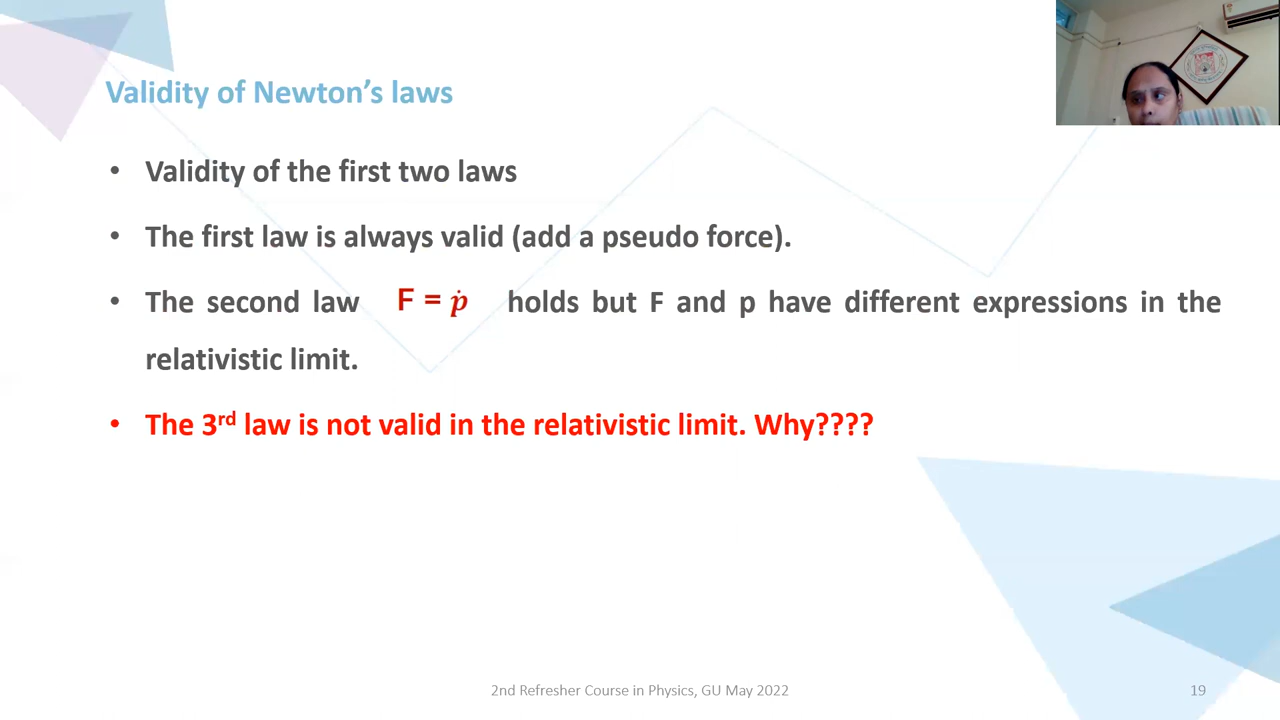 Validity of Newton's laws
• Validity of the first two laws
• The first law is always valid (add a pseudo force).
• The second law F = ṗ holds but F and p have different expressions in the
relativistic limit.
• The 3rd law is not valid in the relativistic limit. Why????
2nd Refresher Course in Physics, GU May 2022
19